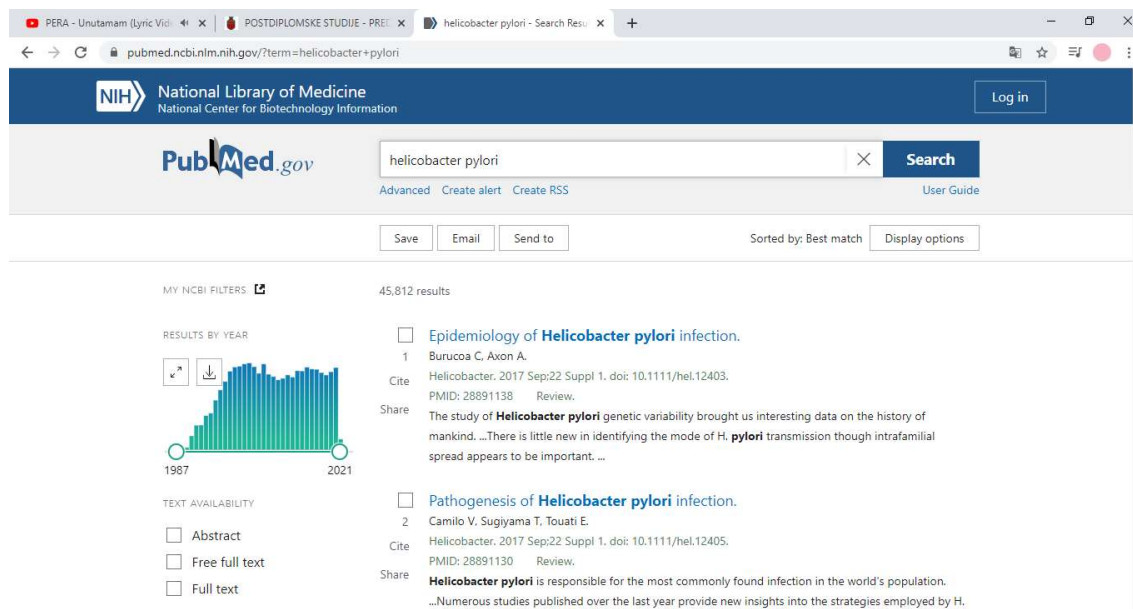 PERA - Unutamam (Lyric Vide
POSTDIPLOMSKE STUDIJE - PRED
helicobacter pylori - Search Resu
pubmed.ncbi.nlm.nih.gov/?term=helicobacter+pylori
NIH National Library of Medicine
National Center for Biotechnology Information
Log in
PubMed.gov
helicobacter pylori
Search
Advanced Create alert Create RSS
User Guide
Save Email Send to
Sorted by: Best match Display options
MY NCBI FILTERS
45,812 results
RESULTS BY YEAR
1987 2021
TEXT AVAILABILITY
Abstract
Free full text
Full text
Epidemiology of Helicobacter pylori infection.
1 Burucoa C, Axon A.
Cite Helicobacter. 2017 Sep;22 Suppl 1. doi: 10.1111/hel.12403.
PMID: 28891138 Review.
Share The study of Helicobacter pylori genetic variability brought us interesting data on the history of
mankind. ...There is little new in identifying the mode of H. pylori transmission though intrafamilial
spread appears to be important. ...
Pathogenesis of Helicobacter pylori infection.
2 Camilo V, Sugiyama T, Touati E.
Cite Helicobacter. 2017 Sep;22 Suppl 1. doi: 10.1111/hel.12405.
PMID: 28891130 Review.
Share Helicobacter pylori is responsible for the most commonly found infection in the world's population.
...Numerous studies published over the last year provide new insights into the strategies employed by H.